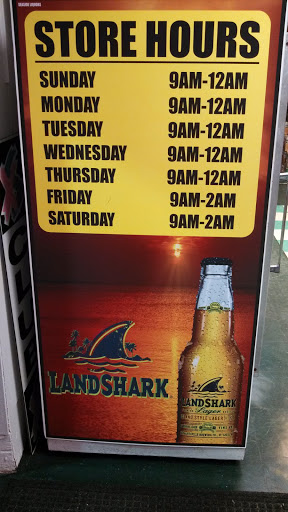 STORE HOURS
SUNDAY 9AM-12AM
MONDAY 9AM-12AM
TUESDAY 9AM-12AM
WEDNESDAY 9AM-12AM
THURSDAY 9AM-12AM
FRIDAY 9AM-2AM
SATURDAY 9AM-2AM
LANDSHARK
LANDSHARK
Lager